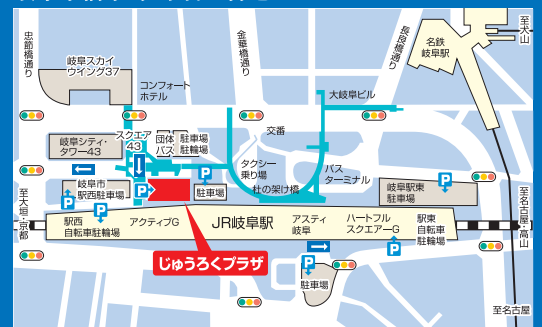 忠節橋通り
金華橋通り
長良橋通り
至犬山
名鉄
岐阜駅
岐阜スカイ
ウイング37
コンフォート
ホテル
大岐阜ビル
交番
スクエア
43
団体
バス
駐車場
駐輪場
岐阜シティ・
タワー43
タクシー
乗り場
バス
ターミナル
P
P
岐阜市
駅西駐車場
P
P
駐車場
杜の架け橋
岐阜駅東
駐車場
至大垣・京都
至名古屋・高山
P
駅西
自転車駐輪場
アクティブG
JR岐阜駅
アスティ
岐阜
ハートフル
スクエアーG
駅東
自転車
駐輪場
P
じゅうろくプラザ
P
P
駐車場
至名古屋